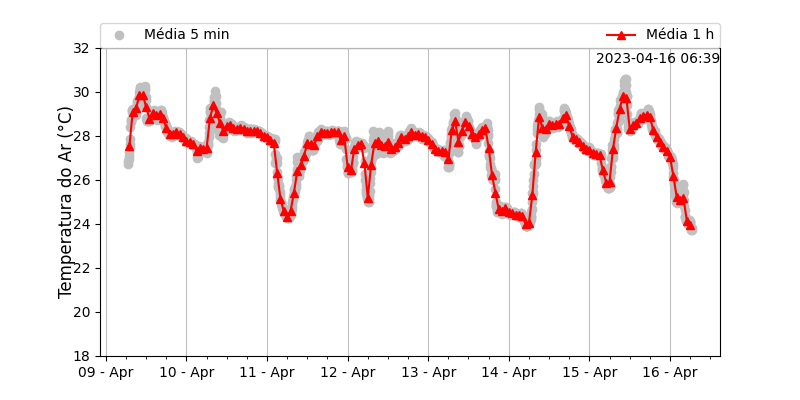 Média 5 min
Média 1 h
2023-04-16 06:39
Temperatura do Ar (°C)
32
30
28
26
24
22
20
18
09 - Apr
10 - Apr
11 - Apr
12 - Apr
13 - Apr
14 - Apr
15 - Apr
16 - Apr